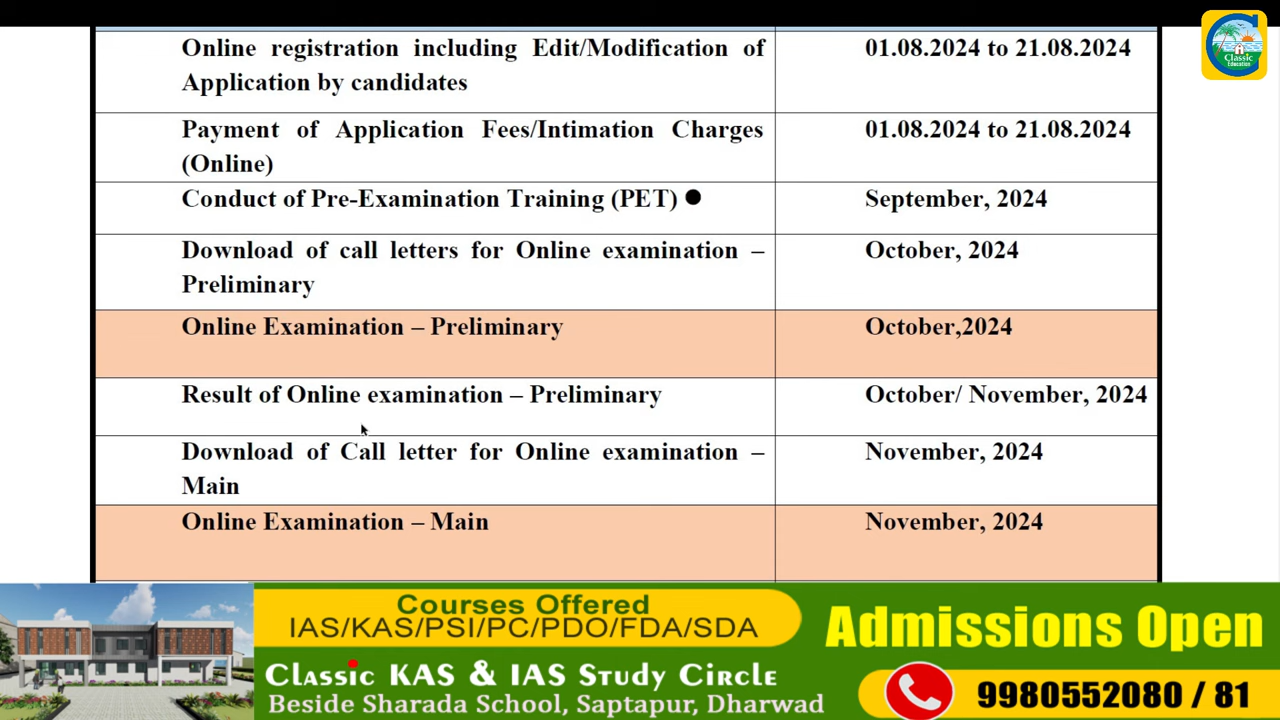 Online registration including Edit/Modification of
Application by candidates
01.08.2024 to 21.08.2024
Payment of Application Fees/Intimation Charges
(Online)
01.08.2024 to 21.08.2024
Conduct of Pre-Examination Training (PET) ●
September, 2024
Download of call letters for Online examination –
Preliminary
October, 2024
Online Examination – Preliminary
October,2024
Result of Online examination – Preliminary
October/ November, 2024
Download of Call letter for Online examination –
Main
November, 2024
Online Examination – Main
November, 2024
Classic
Education
Courses Offered
IAS/KAS/PSI/PC/PDO/FDA/SDA
Classic KAS & IAS Study Circle
Beside Sharada School, Saptapur, Dharwad
Admissions Open
9980552080 / 81